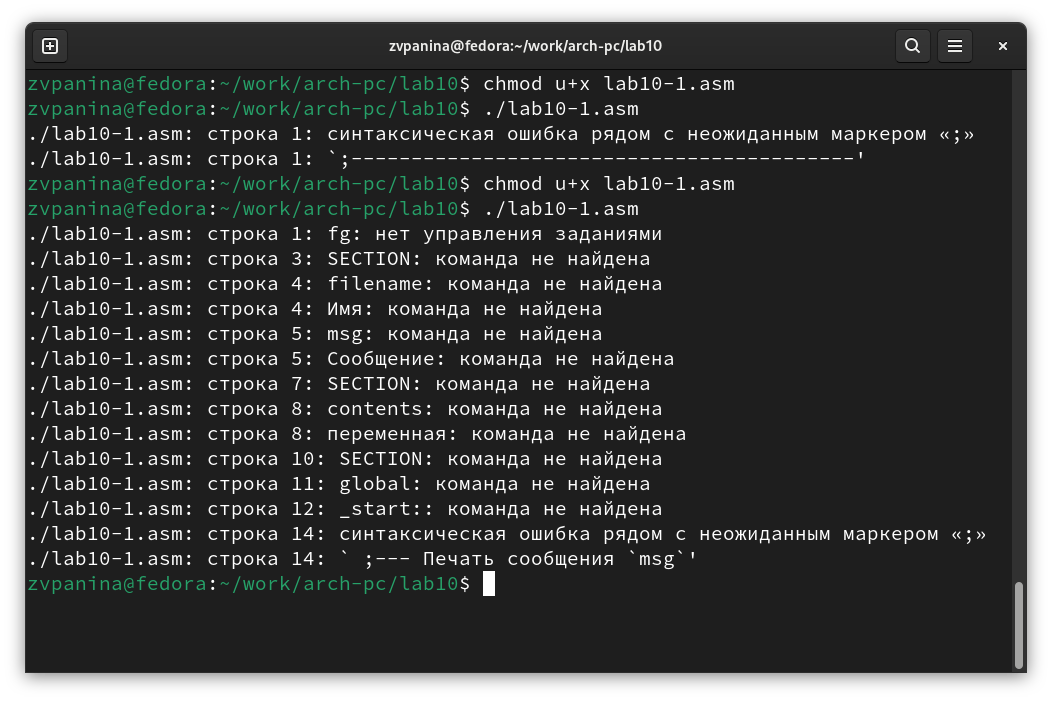 zvpanina@fedora:~/work/arch-pc/lab10
zvpanina@fedora:~/work/arch-pc/lab10$ chmod u+x lab10-1.asm
zvpanina@fedora:~/work/arch-pc/lab10$ ./lab10-1.asm
./lab10-1.asm: строка 1: синтаксическая ошибка рядом с неожиданным маркером «;»
./lab10-1.asm: строка 1: `;------------------------------------------'
zvpanina@fedora:~/work/arch-pc/lab10$ chmod u+x lab10-1.asm
zvpanina@fedora:~/work/arch-pc/lab10$ ./lab10-1.asm
./lab10-1.asm: строка 1: fg: нет управления заданиями
./lab10-1.asm: строка 3: SECTION: команда не найдена
./lab10-1.asm: строка 4: filename: команда не найдена
./lab10-1.asm: строка 4: Имя: команда не найдена
./lab10-1.asm: строка 5: msg: команда не найдена
./lab10-1.asm: строка 5: Сообщение: команда не найдена
./lab10-1.asm: строка 7: SECTION: команда не найдена
./lab10-1.asm: строка 8: contents: команда не найдена
./lab10-1.asm: строка 8: переменная: команда не найдена
./lab10-1.asm: строка 10: SECTION: команда не найдена
./lab10-1.asm: строка 11: global: команда не найдена
./lab10-1.asm: строка 12: _start:: команда не найдена
./lab10-1.asm: строка 14: синтаксическая ошибка рядом с неожиданным маркером «;»
./lab10-1.asm: строка 14: ` ;--- Печать сообщения `msg`'
zvpanina@fedora:~/work/arch-pc/lab10$